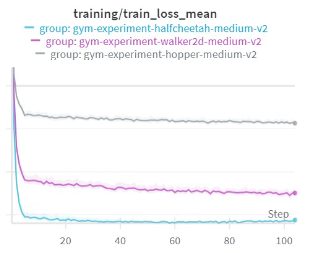 training/train_loss_mean
group: gym-experiment-halfcheetah-medium-v2
group: gym-experiment-walker2d-medium-v2
group: gym-experiment-hopper-medium-v2
Step
20 40 60 80 100